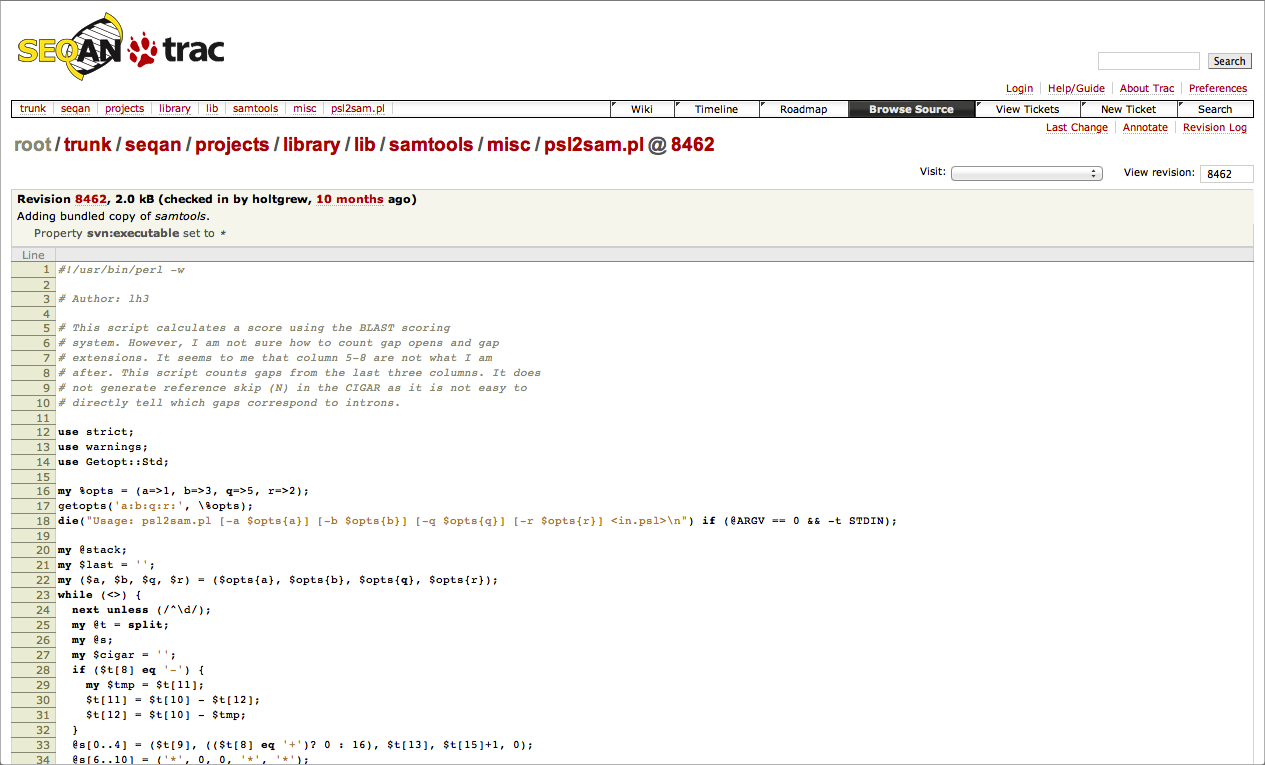 SEQAN trac
Search
Login Help/Guide About Trac Preferences
trunk seqan projects library lib samtools misc psl2sam.pl
Wiki Timeline Roadmap Browse Source View Tickets New Ticket Search
Last Change Annotate Revision Log
root / trunk / seqan / projects / library / lib / samtools / misc / psl2sam.pl @ 8462
Visit: View revision: 8462
Revision 8462, 2.0 kB (checked in by holtgrew, 10 months ago)
Adding bundled copy of samtools.
Property svn:executable set to *
Line
1 #!/usr/bin/perl -w
2
3 # Author: lh3
4
5 # This script calculates a score using the BLAST scoring
6 # system. However, I am not sure how to count gap opens and gap
7 # extensions. It seems to me that column 5-8 are not what I am
8 # after. This script counts gaps from the last three columns. It does
9 # not generate reference skip (N) in the CIGAR as it is not easy to
10 # directly tell which gaps correspond to introns.
11
12 use strict;
13 use warnings;
14 use Getopt::Std;
15
16 my %opts = (a=>1, b=>3, q=>5, r=>2);
17 getopts('a:b:q:r:', \%opts);
18 die("Usage: psl2sam.pl [-a $opts{a}] [-b $opts{b}] [-q $opts{q}] [-r $opts{r}] <in.psl>\n") if (@ARGV == 0 && -t STDIN);
19
20 my @stack;
21 my $last = '';
22 my ($a, $b, $q, $r) = ($opts{a}, $opts{b}, $opts{q}, $opts{r});
23 while (<>) {
24 next unless (/^\d/);
25 my @t = split;
26 my @s;
27 my $cigar = '';
28 if ($t[8] eq '-') {
29 my $tmp = $t[11];
30 $t[11] = $t[10] - $t[12];
31 $t[12] = $t[10] - $tmp;
32 }
33 @s[0..4] = ($t[9], (($t[8] eq '+')? 0 : 16), $t[13], $t[15]+1, 0);
34 @s[6..10] = ('*', 0, 0, '*', '*');